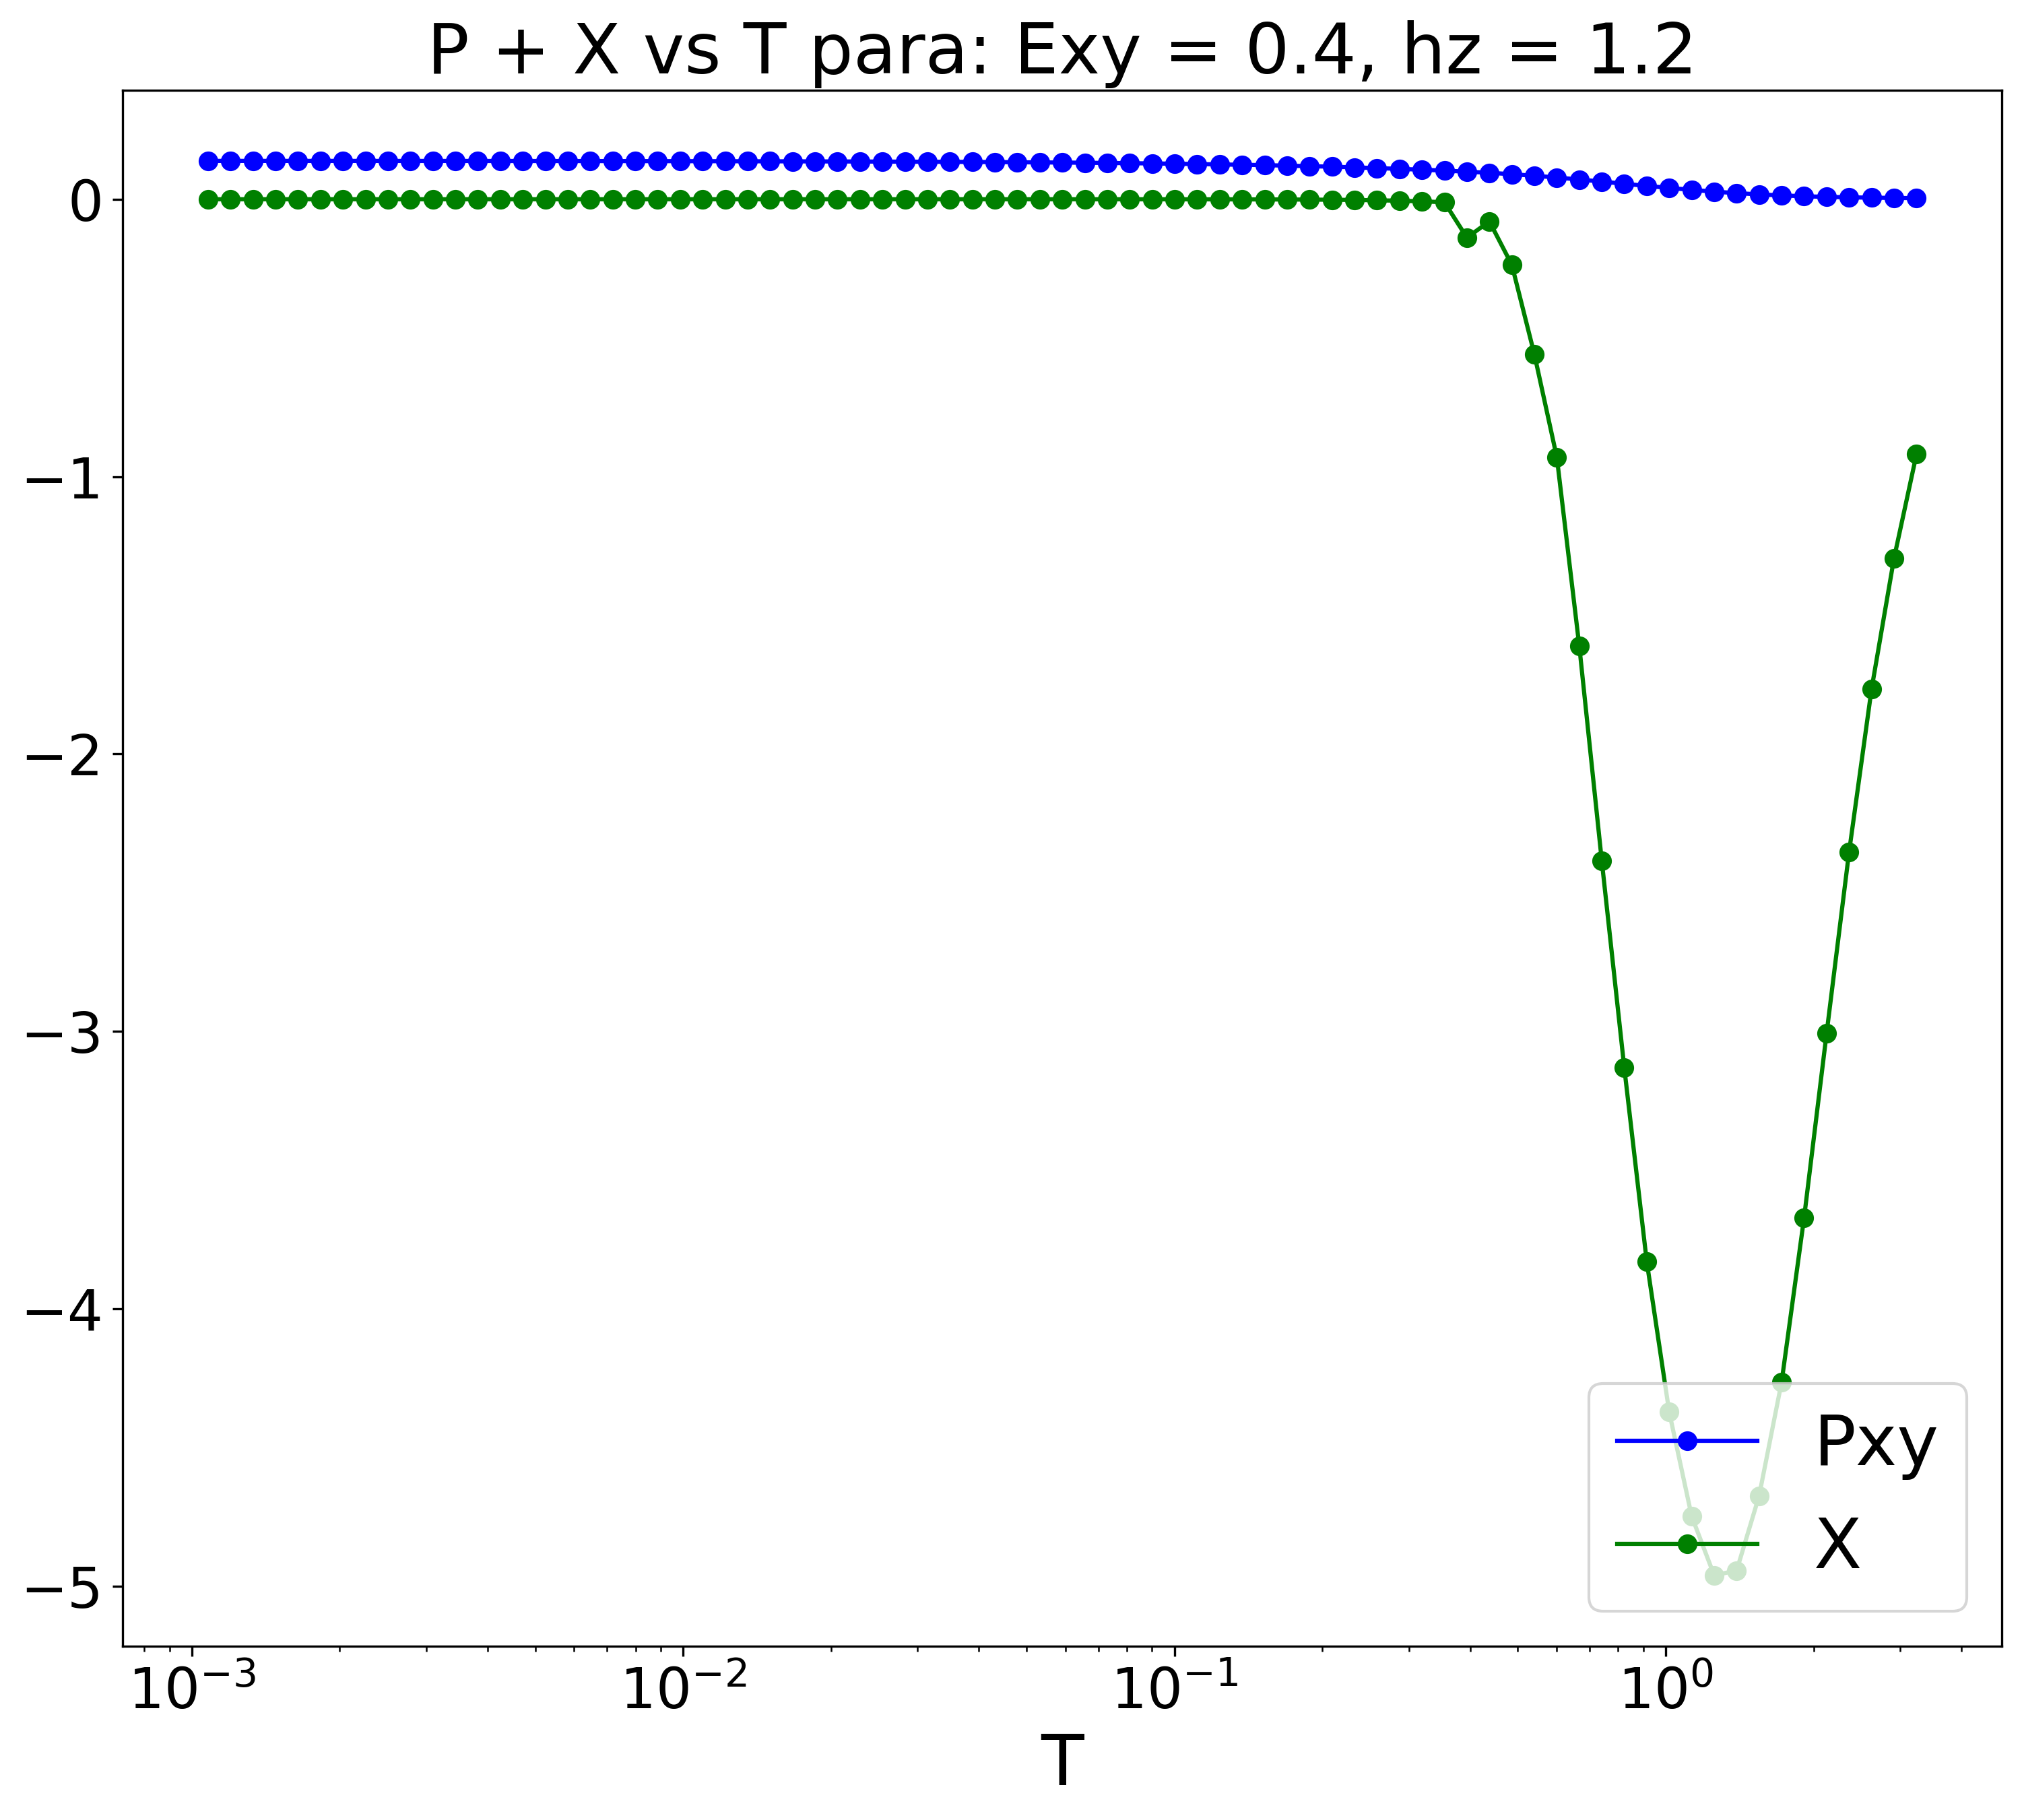 P + X vs T para: Exy = 0.4, hz = 1.2
0
−1
−2
−3
−4
−5
Pxy
X
10⁻³ 10⁻² 10⁻¹ 10⁰
T